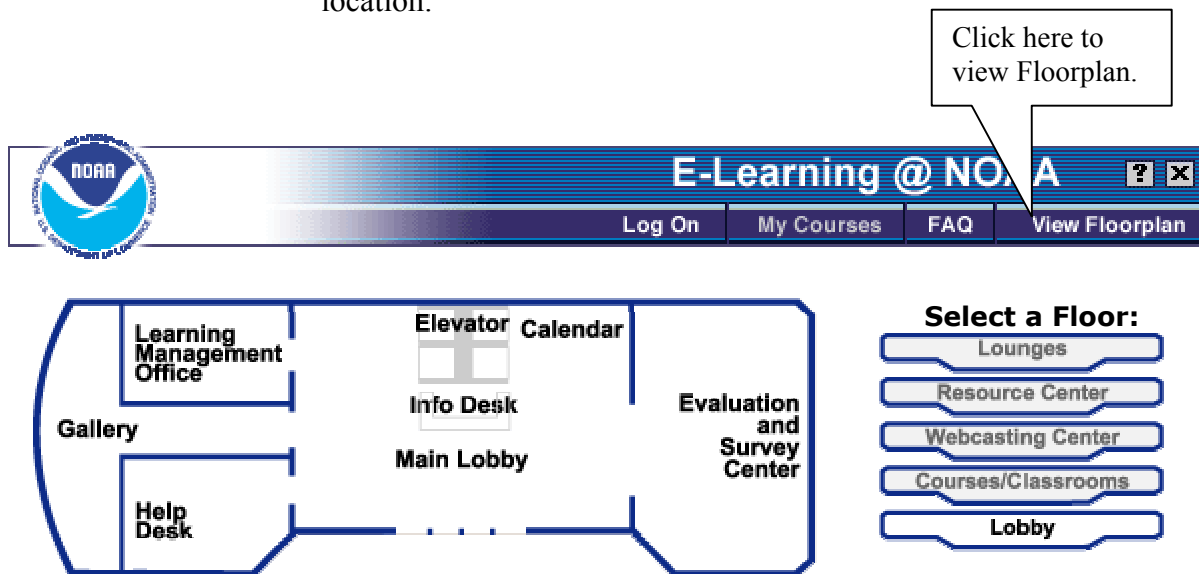 location.
Click here to
view Floorplan.
NOAA
E-Learning @ NOAA
Log On My Courses FAQ View Floorplan
Learning
Management
Office
Elevator
Calendar
Info Desk
Gallery
Main Lobby
Evaluation
and
Survey
Center
Help
Desk
Select a Floor:
Lounges
Resource Center
Webcasting Center
Courses/Classrooms
Lobby